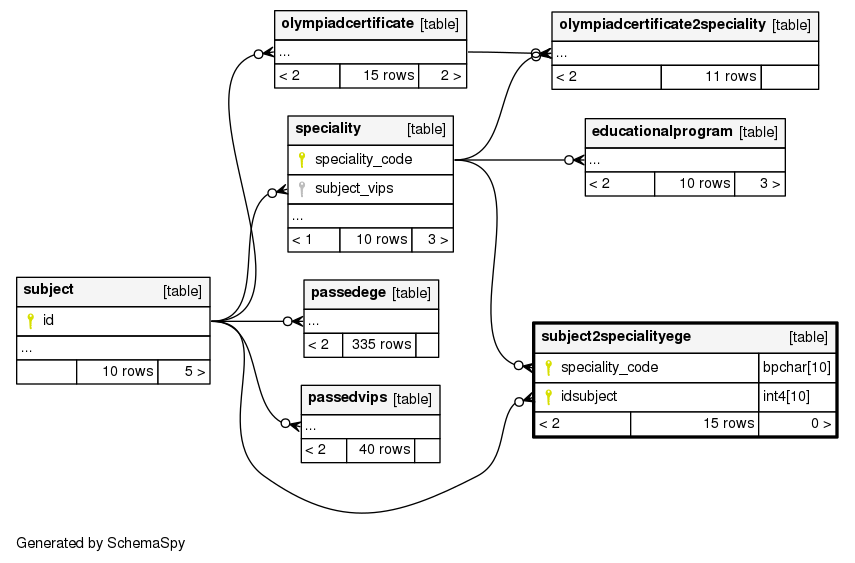 olympiadcertificate [table]
...
< 2 15 rows 2 >
olympiadcertificate2speciality [table]
...
< 2 11 rows
speciality [table]
speciality_code
subject_vips
...
< 1 10 rows 3 >
educationalprogram [table]
...
< 2 10 rows 3 >
subject [table]
id
...
10 rows 5 >
passedege [table]
...
< 2 335 rows
subject2specialityege [table]
speciality_code bpchar[10]
idsubject int4[10]
< 2 15 rows 0 >
passedvips [table]
...
< 2 40 rows
Generated by SchemaSpy